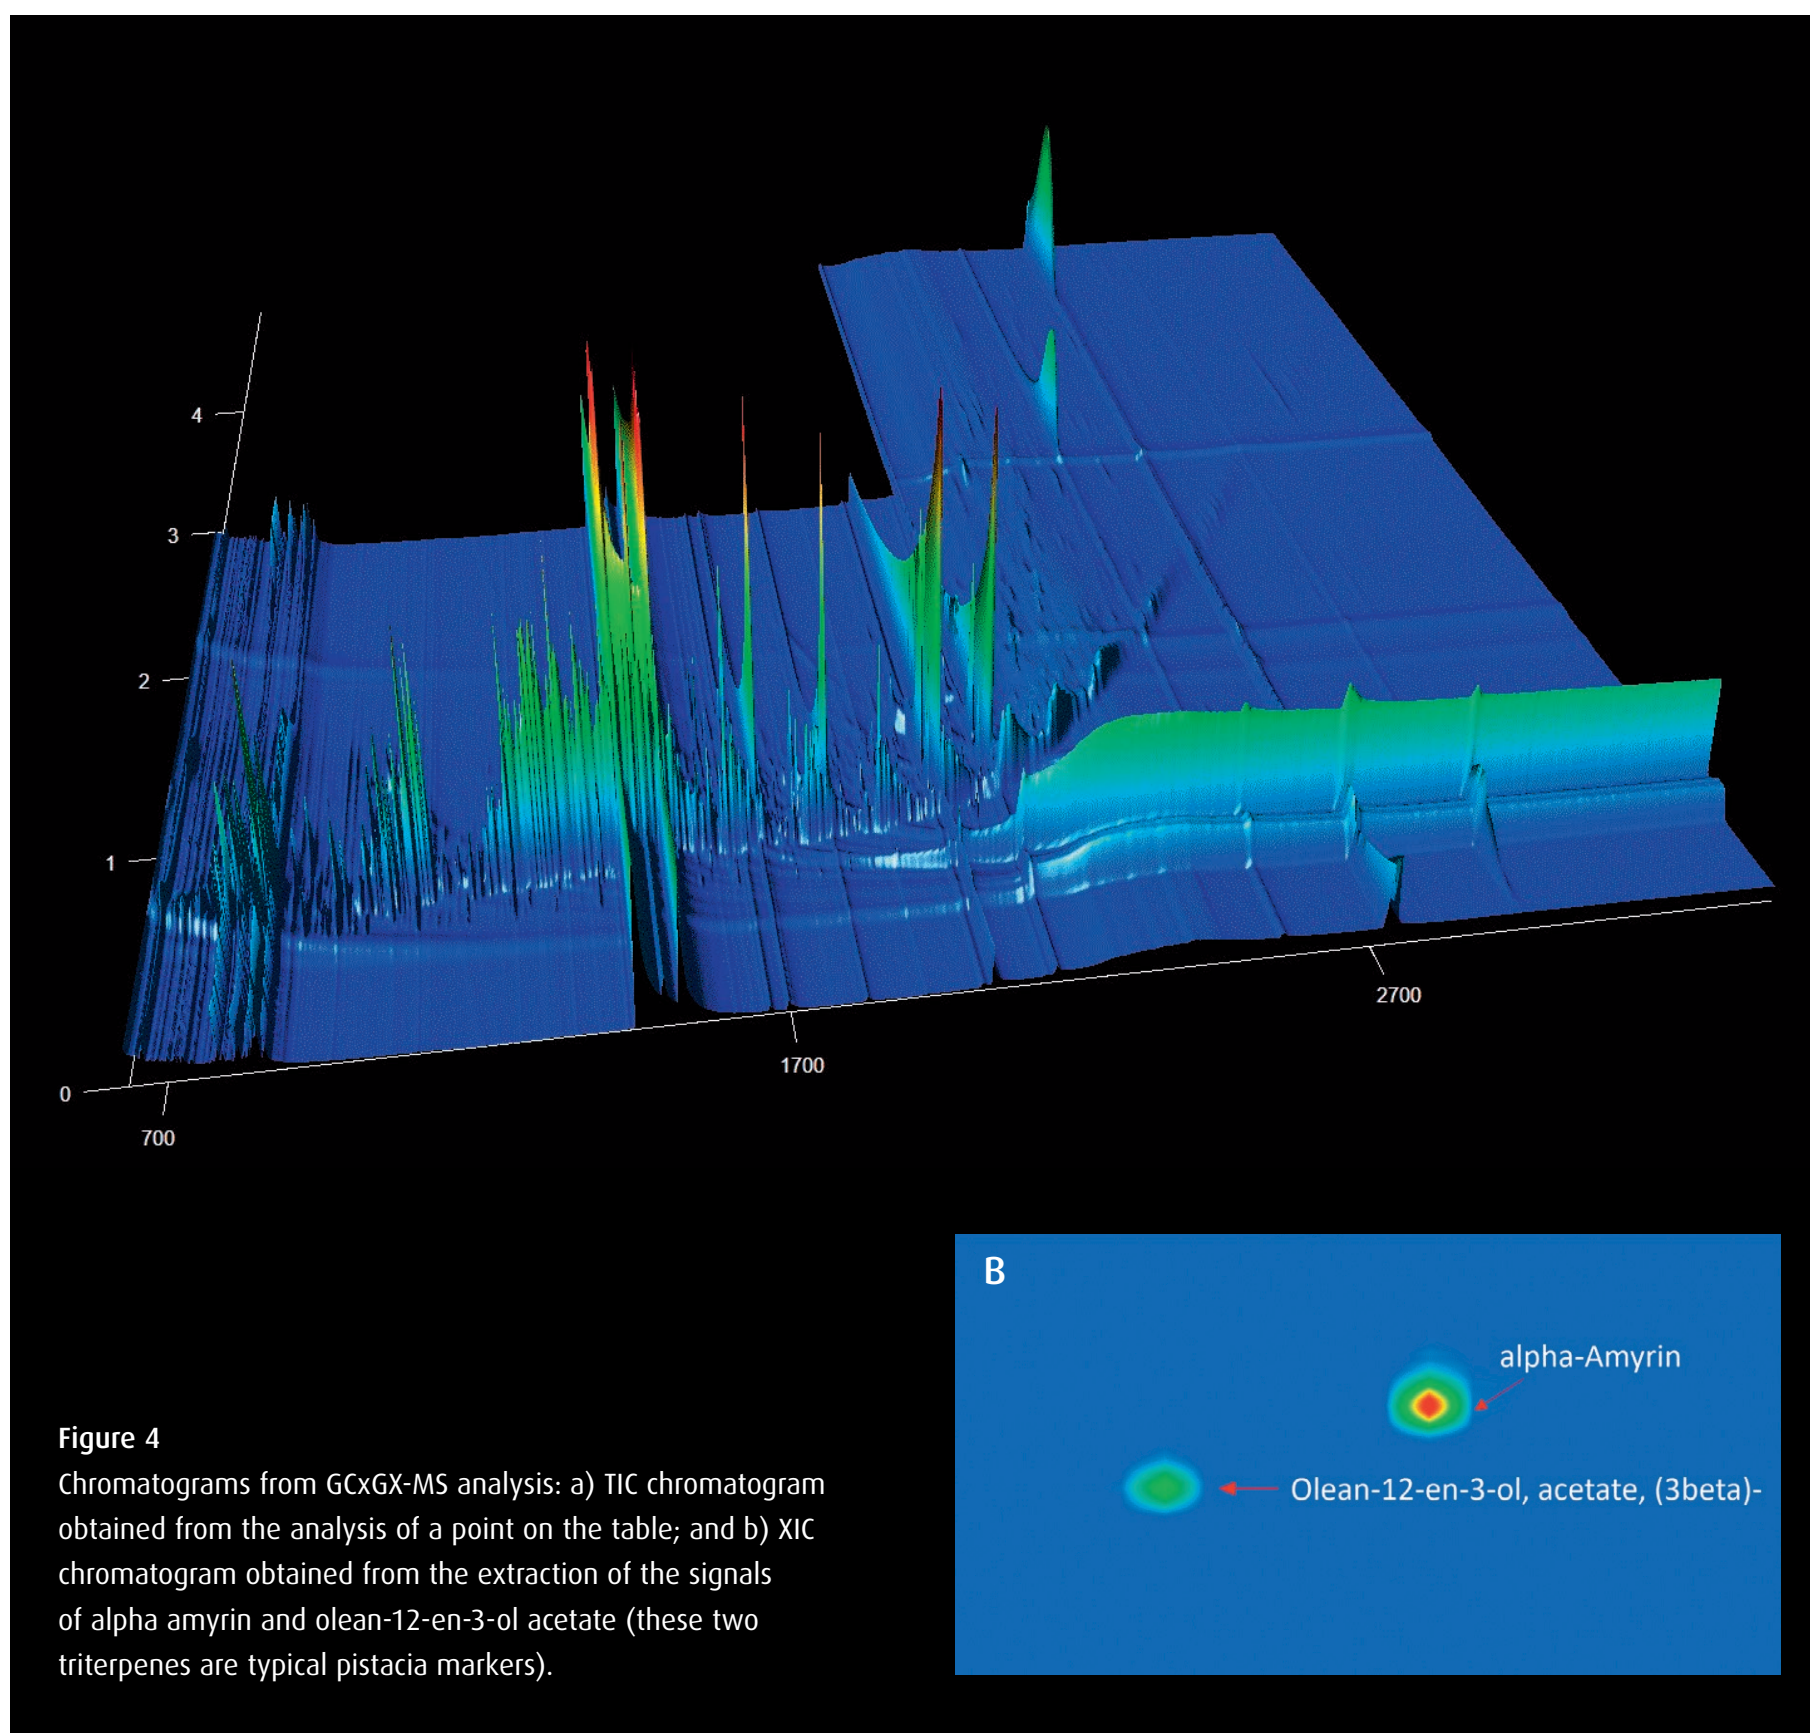 4
3
2
1
0
700
1700
2700
B
alpha-Amyrin
Olean-12-en-3-ol, acetate, (3beta)-
Figure 4
Chromatograms from GCxGX-MS analysis: a) TIC chromatogram
obtained from the analysis of a point on the table; and b) XIC
chromatogram obtained from the extraction of the signals
of alpha amyrin and olean-12-en-3-ol acetate (these two
triterpenes are typical pistacia markers).